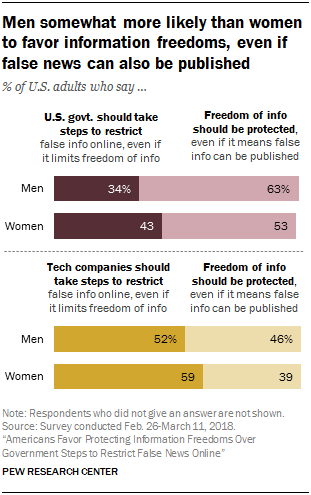 Men somewhat more likely than women
to favor information freedoms, even if
false news can also be published
% of U.S. adults who say ...
U.S. govt. should take
steps to restrict
false info online, even if
it limits freedom of info
Freedom of info
should be protected,
even if it means false
info can be published
Men 34% 63%
Women 43 53
Tech companies should
take steps to restrict
false info online, even if
it limits freedom of info
Freedom of info
should be protected,
even if it means false
info can be published
Men 52% 46%
Women 59 39
Note: Respondents who did not give an answer are not shown.
Source: Survey conducted Feb. 26-March 11, 2018.
“Americans Favor Protecting Information Freedoms Over
Government Steps to Restrict False News Online”
PEW RESEARCH CENTER